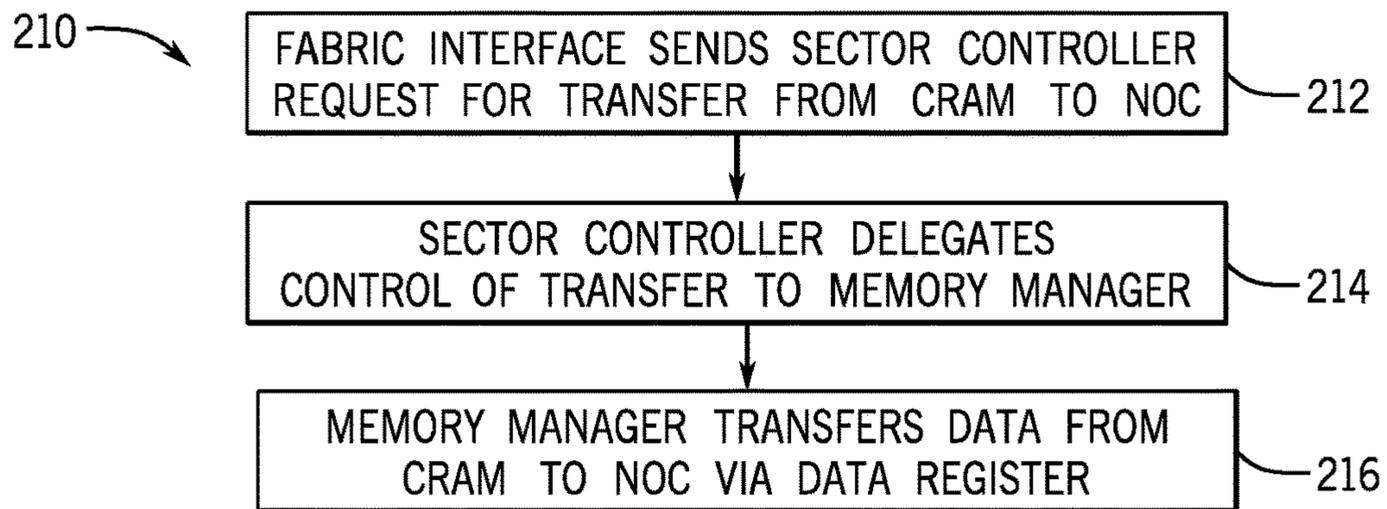 210
FABRIC INTERFACE SENDS SECTOR CONTROLLER
REQUEST FOR TRANSFER FROM CRAM TO NOC
212
SECTOR CONTROLLER DELEGATES
CONTROL OF TRANSFER TO MEMORY MANAGER
214
MEMORY MANAGER TRANSFERS DATA FROM
CRAM TO NOC VIA DATA REGISTER
216